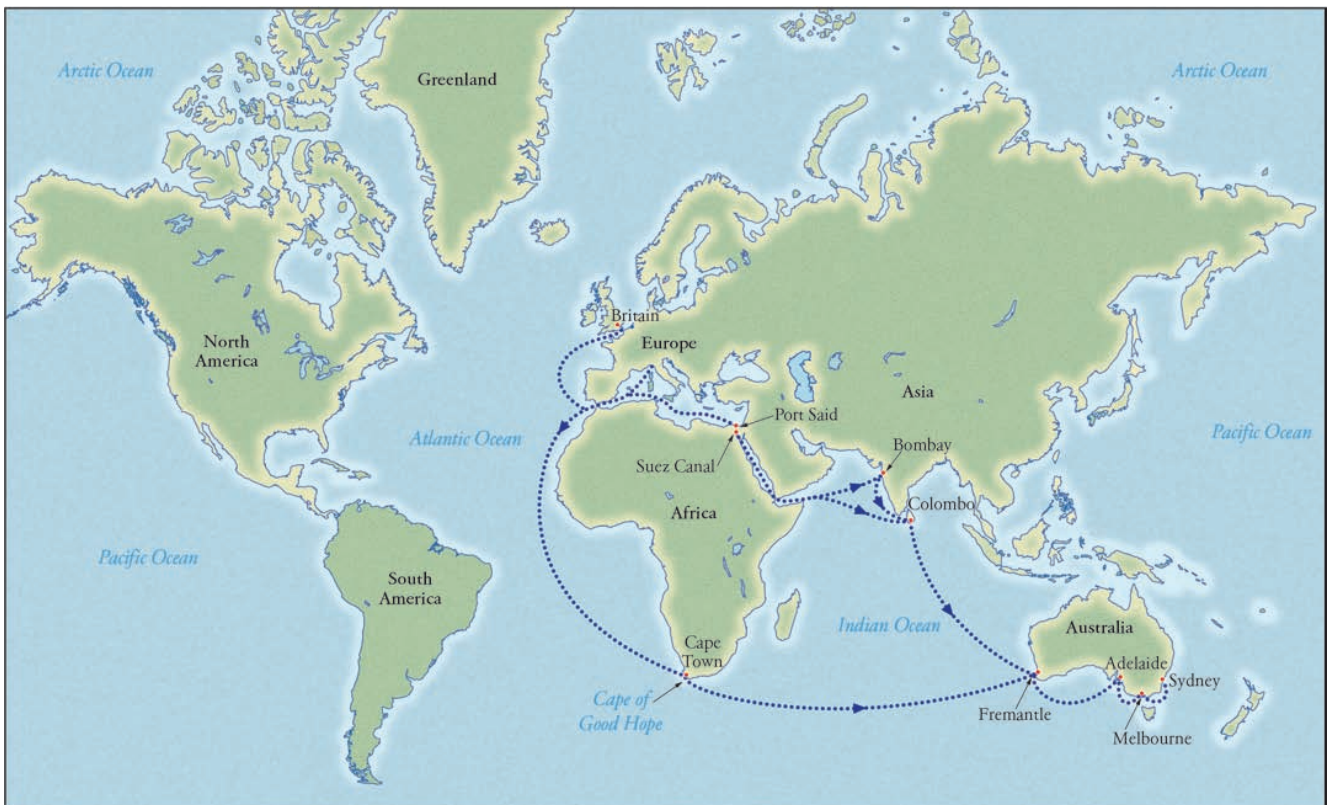 Arctic Ocean
Greenland
Arctic Ocean
Britain
Europe
North
America
Asia
Port Said
Atlantic Ocean
Pacific Ocean
Bombay
Suez Canal
Colombo
Africa
Pacific Ocean
South
America
Indian Ocean
Australia
Cape
Town
Adelaide
Sydney
Cape of
Good Hope
Fremantle
Melbourne